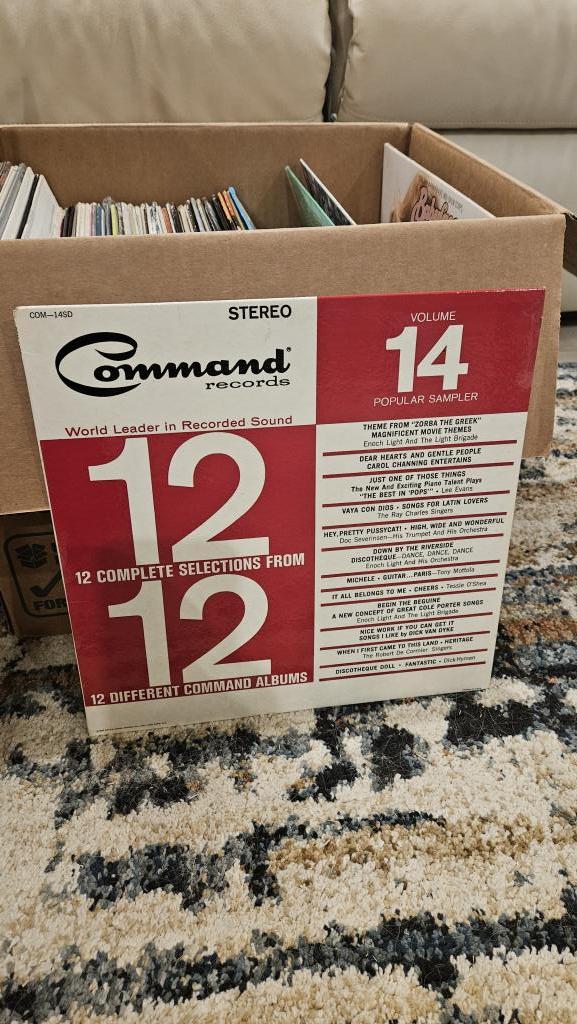 COM—14SD
STEREO
Command®
records
World Leader in Recorded Sound
12
12 COMPLETE SELECTIONS FROM
12
12 DIFFERENT COMMAND ALBUMS
VOLUME
14
POPULAR SAMPLER
THEME FROM "ZORBA THE GREEK"
MAGNIFICENT MOVIE THEMES
Enoch Light And The Light Brigade
DEAR HEARTS AND GENTLE PEOPLE
CAROL CHANNING ENTERTAINS
JUST ONE OF THOSE THINGS
The New And Exciting Piano Talent Plays
"THE BEST IN 'POPS'" • Lee Evans
VAYA CON DIOS • SONGS FOR LATIN LOVERS
The Ray Charles Singers
HEY, PRETTY PUSSYCAT! • HIGH, WIDE AND WONDERFUL
Doc Severinsen—His Trumpet And His Orchestra
DOWN BY THE RIVERSIDE
DISCOTHEQUE—DANCE, DANCE, DANCE
Enoch Light And His Orchestra
MICHELE • GUITAR...PARIS—Tony Mottola
IT ALL BELONGS TO ME • CHEERS • Tessie O'Shea
BEGIN THE BEGUINE
A NEW CONCEPT OF GREAT COLE PORTER SONGS
Enoch Light And The Light Brigade
NICE WORK IF YOU CAN GET IT
SONGS I LIKE by DICK VAN DYKE
WHEN I FIRST CAME TO THIS LAND • HERITAGE
The Robert De Cormier Singers
DISCOTHEQUE DOLL • FANTASTIC • Dick Hyman
FOR